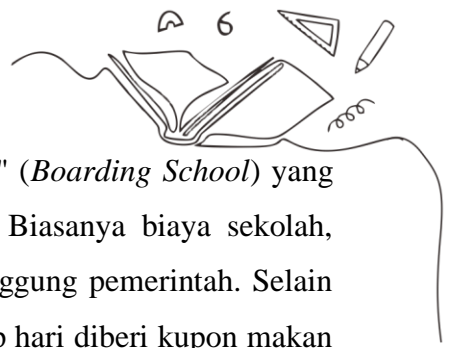 6
" (Boarding School) yang
Biasanya biaya sekolah,
ggung pemerintah. Selain
hari diberi kupon makan